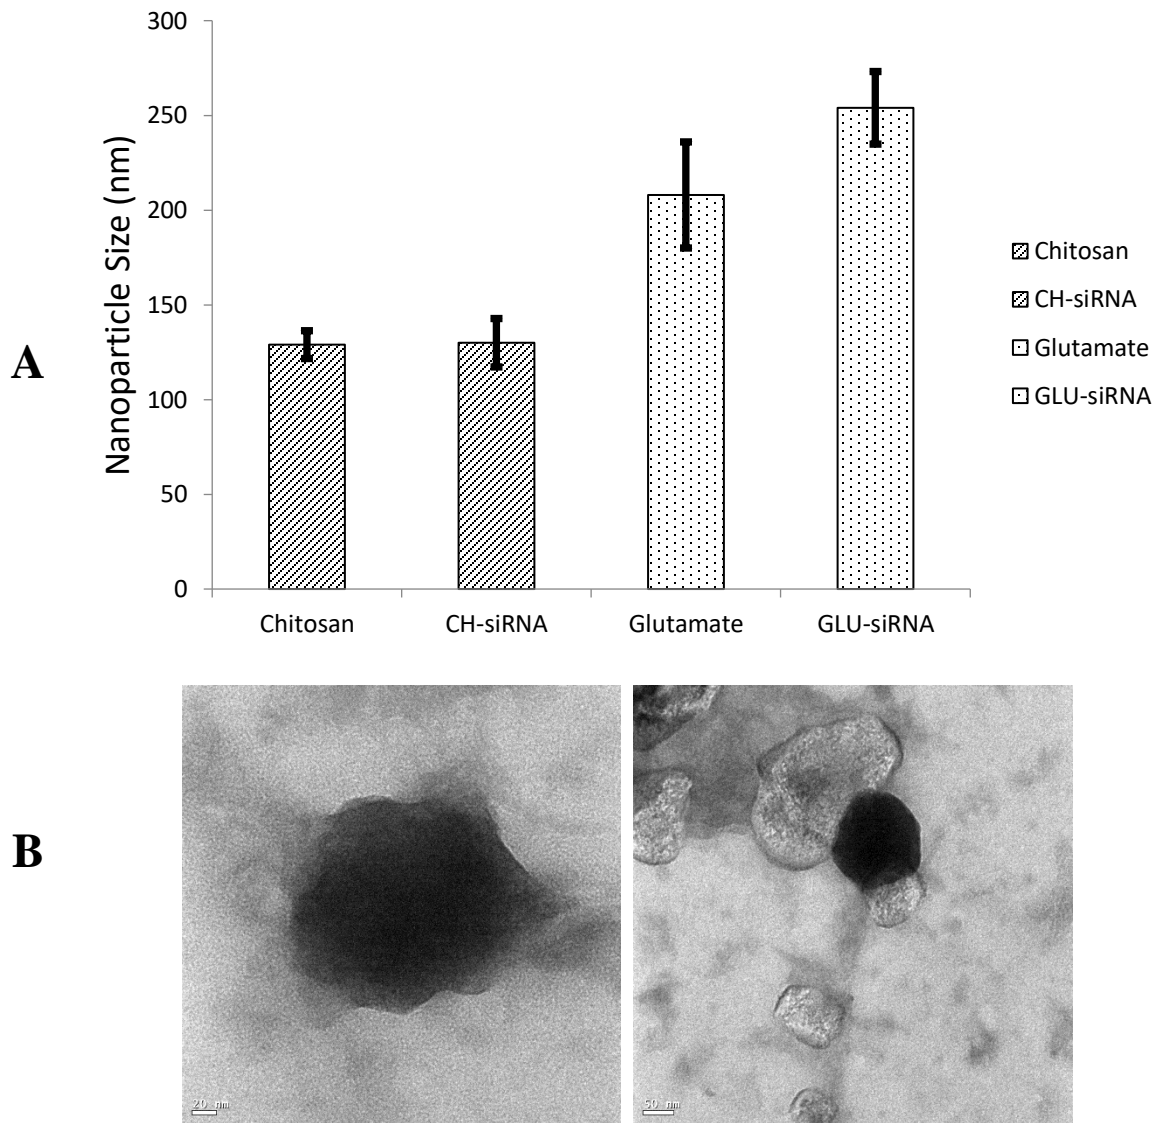 300
250
200
150
100
50
0
Nanoparticle Size (nm)
Chitosan
CH-siRNA
Glutamate
GLU-siRNA
Chitosan
CH-siRNA
Glutamate
GLU-siRNA
A
B
20 nm
50 nm